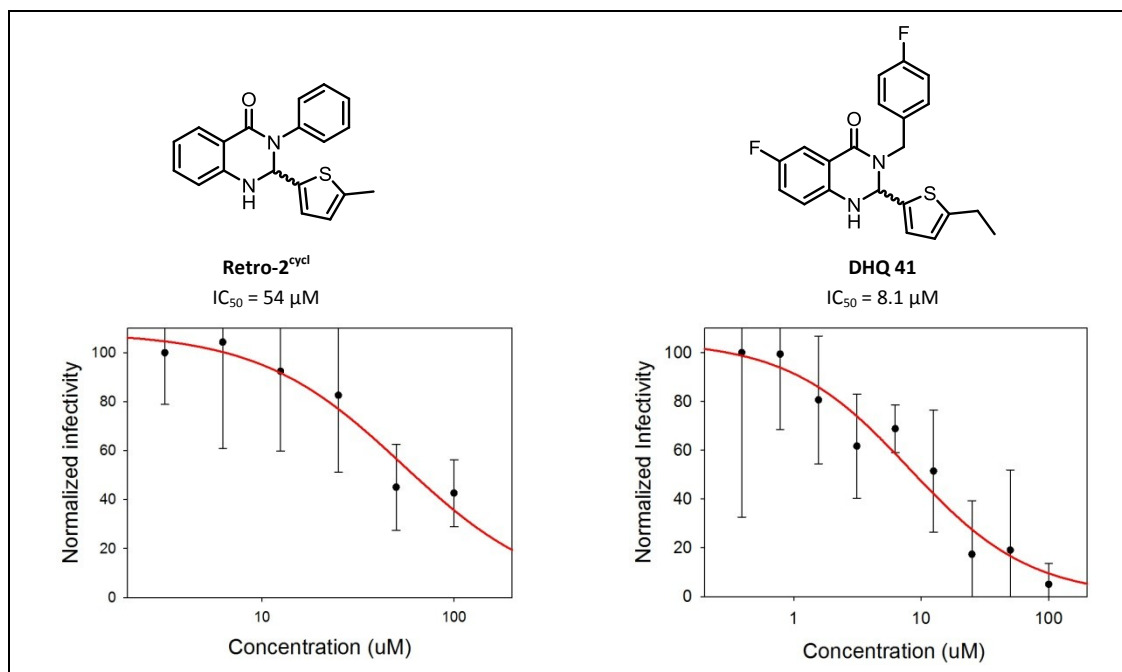 F
O
N
N
H
S
Retro-2cycl
IC50 = 54 µM
F
O
N
N
H
S
F
DHQ 41
IC50 = 8.1 µM
Normalized infectivity
100
80
60
40
20
0
10
100
Concentration (uM)
Normalized Infectivity
100
80
60
40
20
0
1
10
100
Concentration (uM)